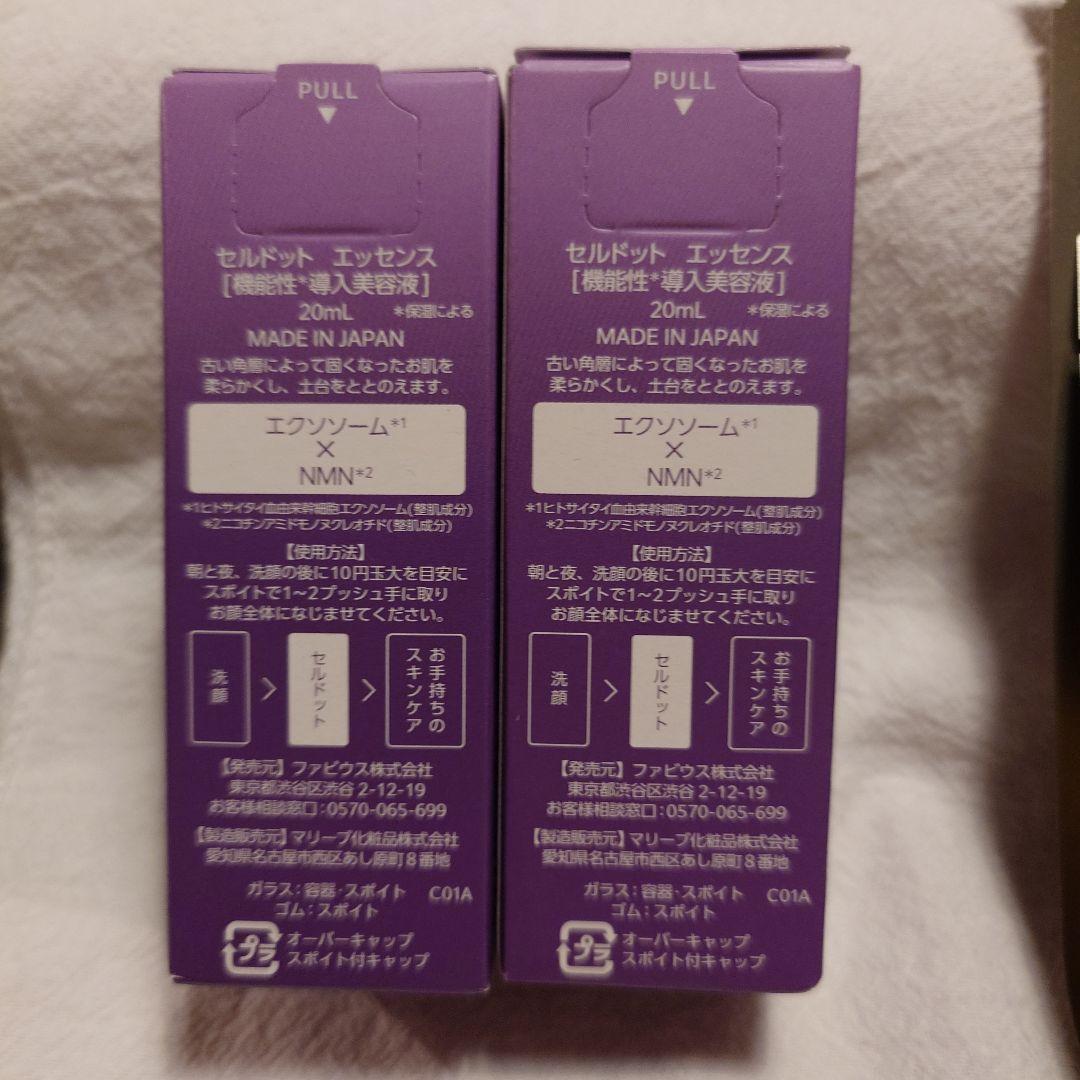 PULL
セルドット エッセンス
[機能性*導入美容液]
20mL *保湿による
MADE IN JAPAN
古い角層によって固くなったお肌を
柔らかくし、土台をととのえます。
エクソソーム*1
×
NMN*2
*1ヒトサイタイ血由来幹細胞エクソソーム(整肌成分)
*2ニコチンアミドモノヌクレオチド(整肌成分)
【使用方法】
朝と夜、洗顔の後に10円玉大を目安に
スポイトで1〜2プッシュ手に取り
お顔全体になじませてください。
洗顔 > セルドット > お手持ちのスキンケア
【発売元】ファビウス株式会社
東京都渋谷区渋谷 2-12-19
お客様相談窓口:0570-065-699
【製造販売元】マリーブ化粧品株式会社
愛知県名古屋市西区あし原町8番地
ガラス:容器・スポイト C01A
ゴム:スポイト
プラ オーバーキャップ
スポイト付キャップ
PULL
セルドット エッセンス
[機能性*導入美容液]
20mL *保湿による
MADE IN JAPAN
古い角層によって固くなったお肌を
柔らかくし、土台をととのえます。
エクソソーム*1
×
NMN*2
*1ヒトサイタイ血由来幹細胞エクソソーム(整肌成分)
*2ニコチンアミドモノヌクレオチド(整肌成分)
【使用方法】
朝と夜、洗顔の後に10円玉大を目安に
スポイトで1〜2プッシュ手に取り
お顔全体になじませてください。
洗顔 > セルドット > お手持ちのスキンケア
【発売元】ファビウス株式会社
東京都渋谷区渋谷 2-12-19
お客様相談窓口:0570-065-699
【製造販売元】マリーブ化粧品株式会社
愛知県名古屋市西区あし原町8番地
ガラス:容器・スポイト C01A
ゴム:スポイト
プラ オーバーキャップ
スポイト付キャップ